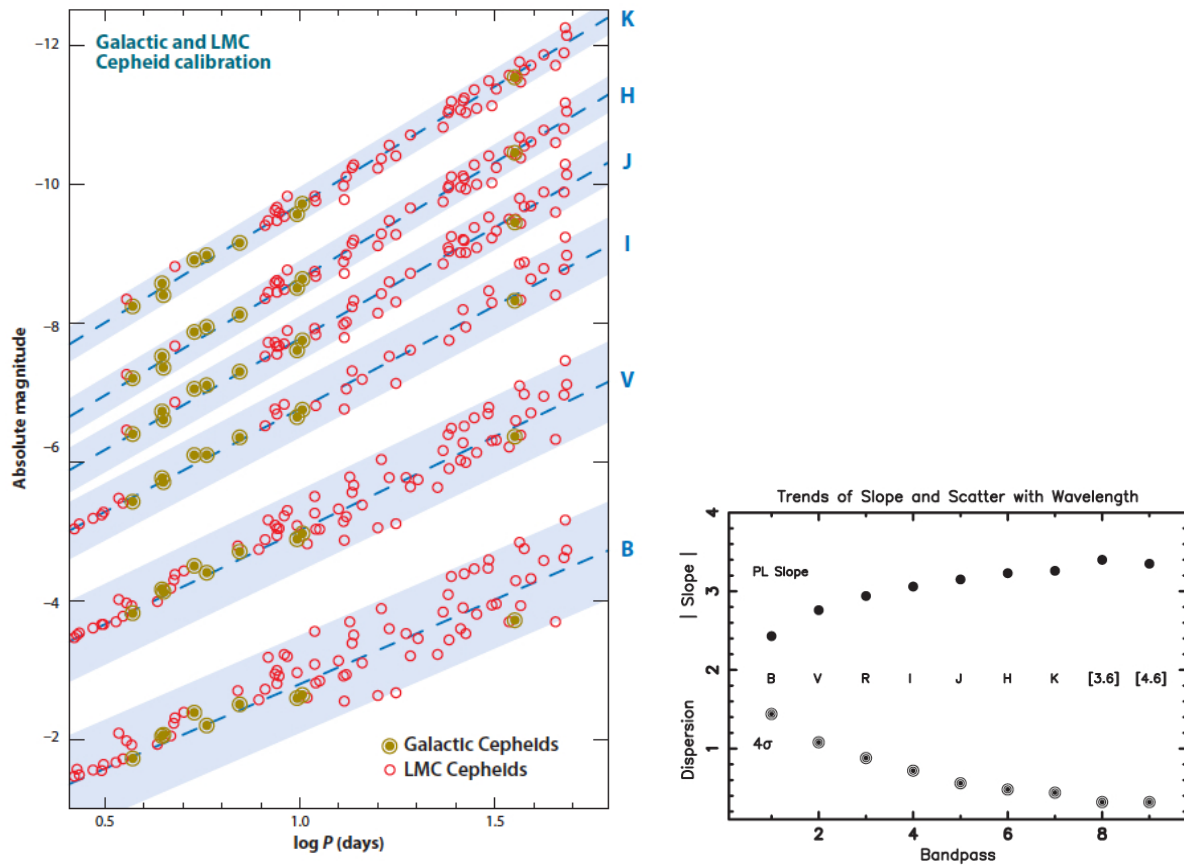 Galactic and LMC
Cepheid calibration
Absolute magnitude
−12
−10
−8
−6
−4
−2
K
H
J
I
V
B
Galactic Cepheids
LMC Cepheids
0.5
1.0
1.5
log P (days)
Trends of Slope and Scatter with Wavelength
Dispersion | Slope |
4
3
2
1
PL Slope
B V R I J H K [3.6] [4.6]
4σ
2 4 6 8
Bandpass